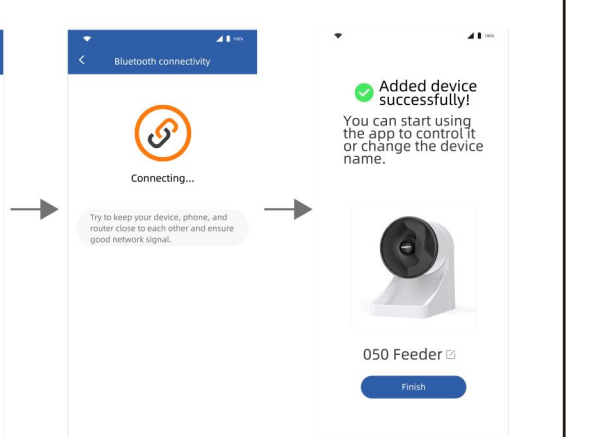 100%
Bluetooth connectivity
Connecting...
Try to keep your device, phone, and
router close to each other and ensure
good network signal.
100%
Added device
successfully!
You can start using
the app to control it
or change the device
name.
050 Feeder
Finish